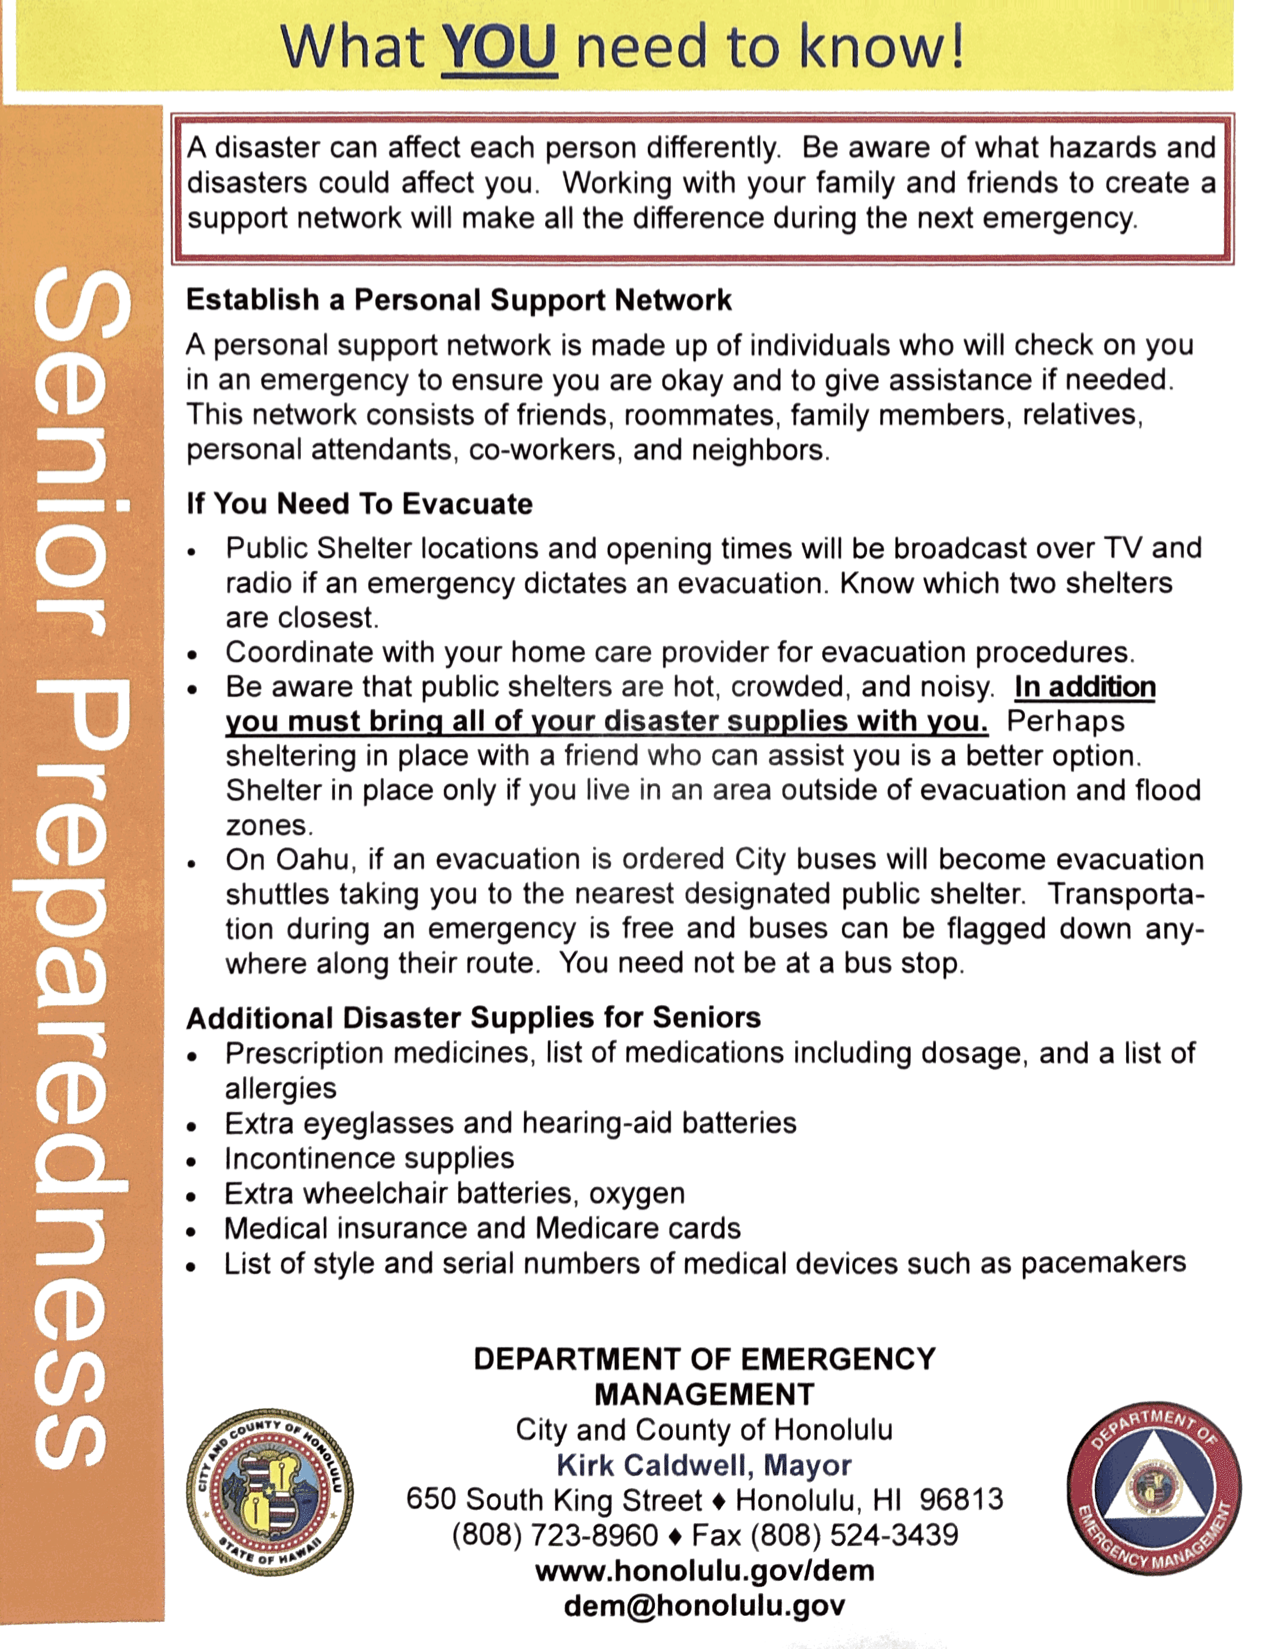 What YOU need to know!
Senior Preparedness
A disaster can affect each person differently. Be aware of what hazards and
disasters could affect you. Working with your family and friends to create a
support network will make all the difference during the next emergency.
Establish a Personal Support Network
A personal support network is made up of individuals who will check on you
in an emergency to ensure you are okay and to give assistance if needed.
This network consists of friends, roommates, family members, relatives,
personal attendants, co-workers, and neighbors.
If You Need To Evacuate
• Public Shelter locations and opening times will be broadcast over TV and
radio if an emergency dictates an evacuation. Know which two shelters
are closest.
• Coordinate with your home care provider for evacuation procedures.
• Be aware that public shelters are hot, crowded, and noisy. In addition
you must bring all of your disaster supplies with you. Perhaps
sheltering in place with a friend who can assist you is a better option.
Shelter in place only if you live in an area outside of evacuation and flood
zones.
• On Oahu, if an evacuation is ordered City buses will become evacuation
shuttles taking you to the nearest designated public shelter. Transporta-
tion during an emergency is free and buses can be flagged down any-
where along their route. You need not be at a bus stop.
Additional Disaster Supplies for Seniors
• Prescription medicines, list of medications including dosage, and a list of
allergies
• Extra eyeglasses and hearing-aid batteries
• Incontinence supplies
• Extra wheelchair batteries, oxygen
• Medical insurance and Medicare cards
• List of style and serial numbers of medical devices such as pacemakers
DEPARTMENT OF EMERGENCY
MANAGEMENT
City and County of Honolulu
Kirk Caldwell, Mayor
650 South King Street ♦ Honolulu, HI 96813
(808) 723-8960 ♦ Fax (808) 524-3439
www.honolulu.gov/dem
dem@honolulu.gov
CITY AND COUNTY OF HONOLULU
STATE OF HAWAII
DEPARTMENT OF
EMERGENCY MANAGEMENT